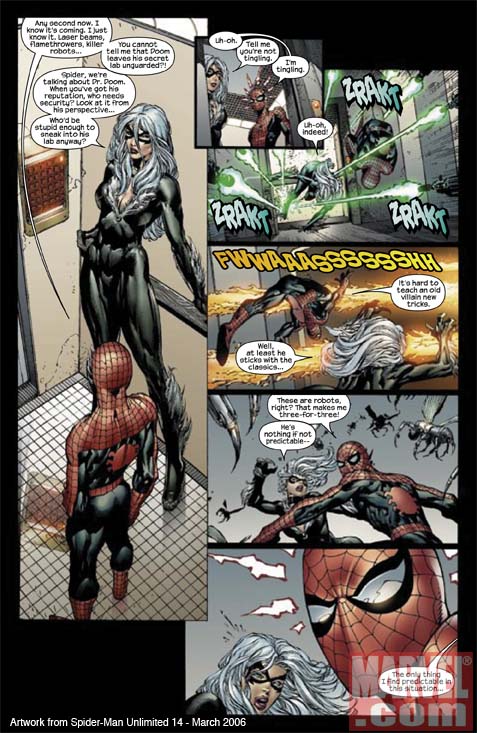 Any second now. I
know it's coming. I just
know it. Laser beams,
flamethrowers, killer
robots...
You cannot
tell me that Doom
leaves his secret
lab unguarded?!
Spider, we're
talking about Dr. Doom.
When you've got his
reputation, who needs
security? Look at it from
his perspective...
Who'd be
stupid enough to
sneak into his
lab anyway?
Uh-oh.
Tell me
you're not
tingling.
I'm
tingling.
Uh-oh,
indeed!
ZRAKT
ZRAKT
ZRAKT
FWWAAASSSSSSSHH
It's hard to
teach an old
villain new
tricks.
Well,
at least he
sticks with the
classics...
These are robots,
right? That makes me
three-for-three!
He's
nothing if not
predictable--
The only thing
I find predictable in
this situation...
MARVEL®
.com
Artwork from Spider-Man Unlimited 14 - March 2006